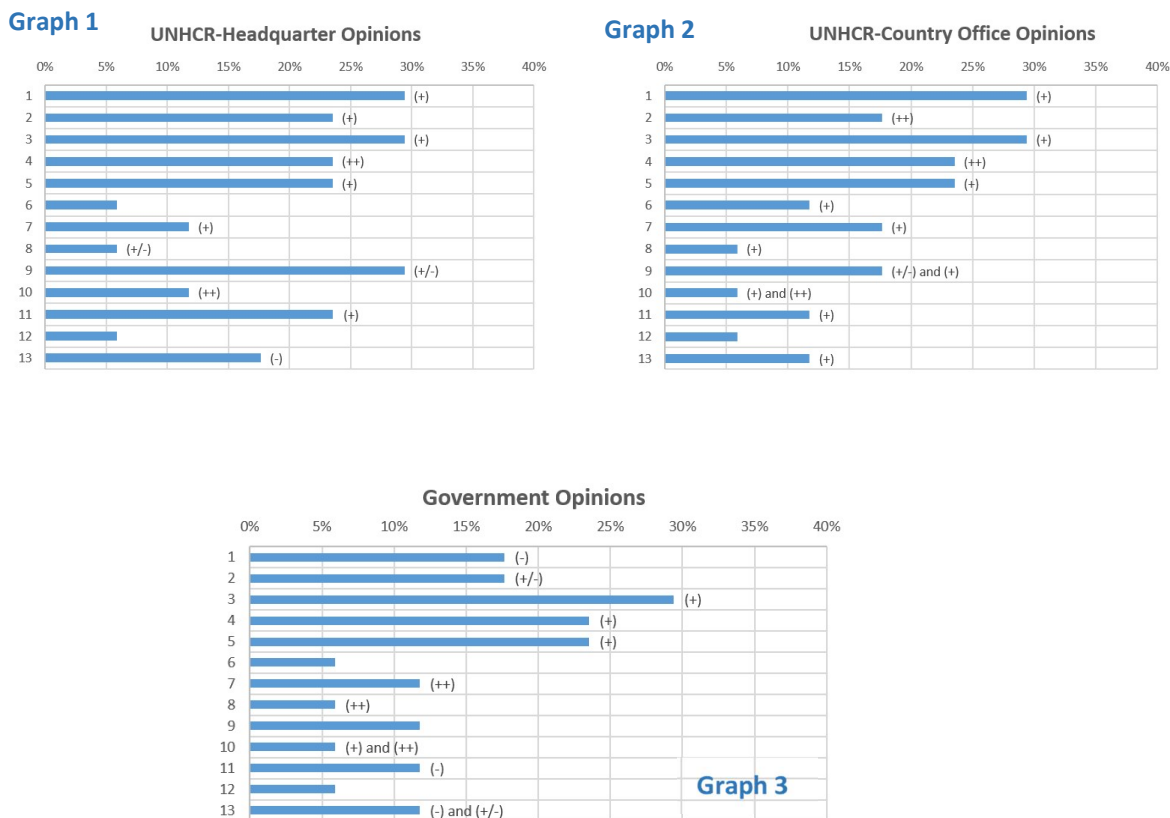 Graph 1
UNHCR-Headquarter Opinions
0% 5% 10% 15% 20% 25% 30% 35% 40%
1 (+)
2 (+)
3 (+)
4 (++)
5 (+)
6
7 (+)
8 (+/-)
9 (+/-)
10 (++)
11 (+)
12
13 (-)
Graph 2
UNHCR-Country Office Opinions
0% 5% 10% 15% 20% 25% 30% 35% 40%
1 (+)
2 (++)
3 (+)
4 (++)
5 (+)
6 (+)
7 (+)
8 (+)
9 (+/-) and (+)
10 (+) and (++)
11 (+)
12
13 (+)
Government Opinions
0% 5% 10% 15% 20% 25% 30% 35% 40%
1 (-)
2 (+/-)
3 (+)
4 (+)
5 (+)
6
7 (++)
8 (++)
9
10 (+) and (++)
11 (-)
12
13 (-) and (+/-)
Graph 3